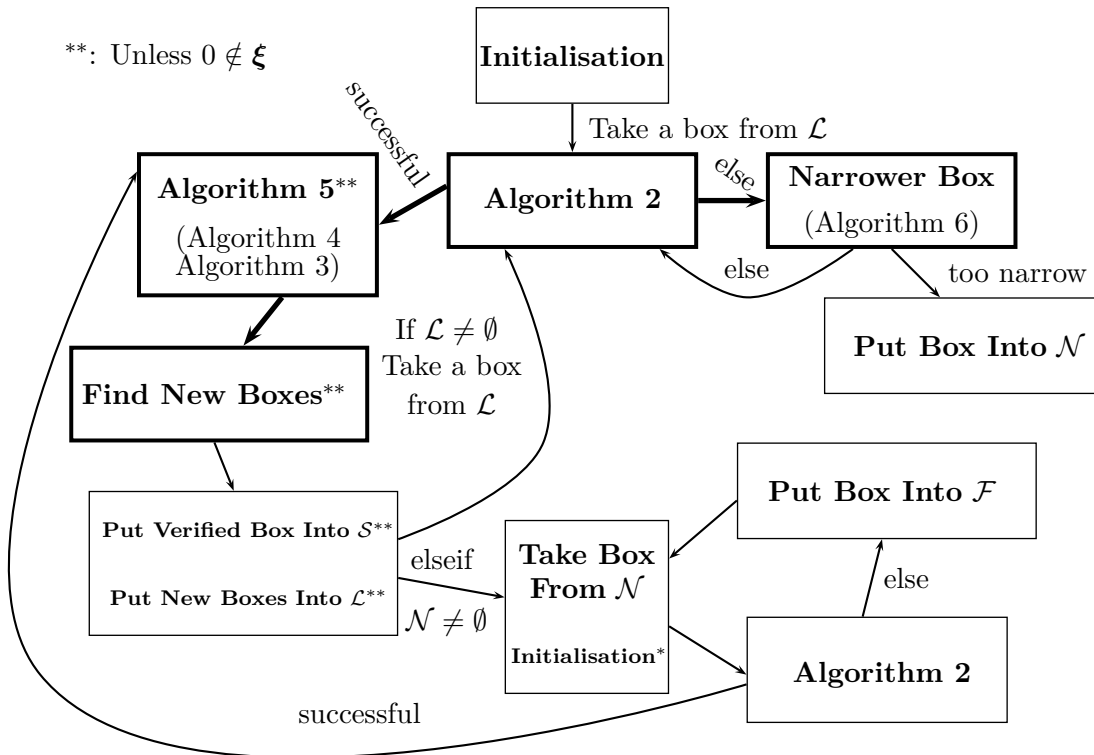 **: Unless 0 ∉ ξ
Initialisation
successful
Take a box from ℒ
Algorithm 5**
(Algorithm 4
Algorithm 3)
Algorithm 2
else
Narrower Box
(Algorithm 6)
else
too narrow
Put Box Into 𝒩
If ℒ ≠ ∅
Take a box
from ℒ
Find New Boxes**
Put Verified Box Into 𝒮**
Put New Boxes Into ℒ**
elseif
𝒩 ≠ ∅
Take Box
From 𝒩
Initialisation*
Put Box Into ℱ
else
Algorithm 2
successful